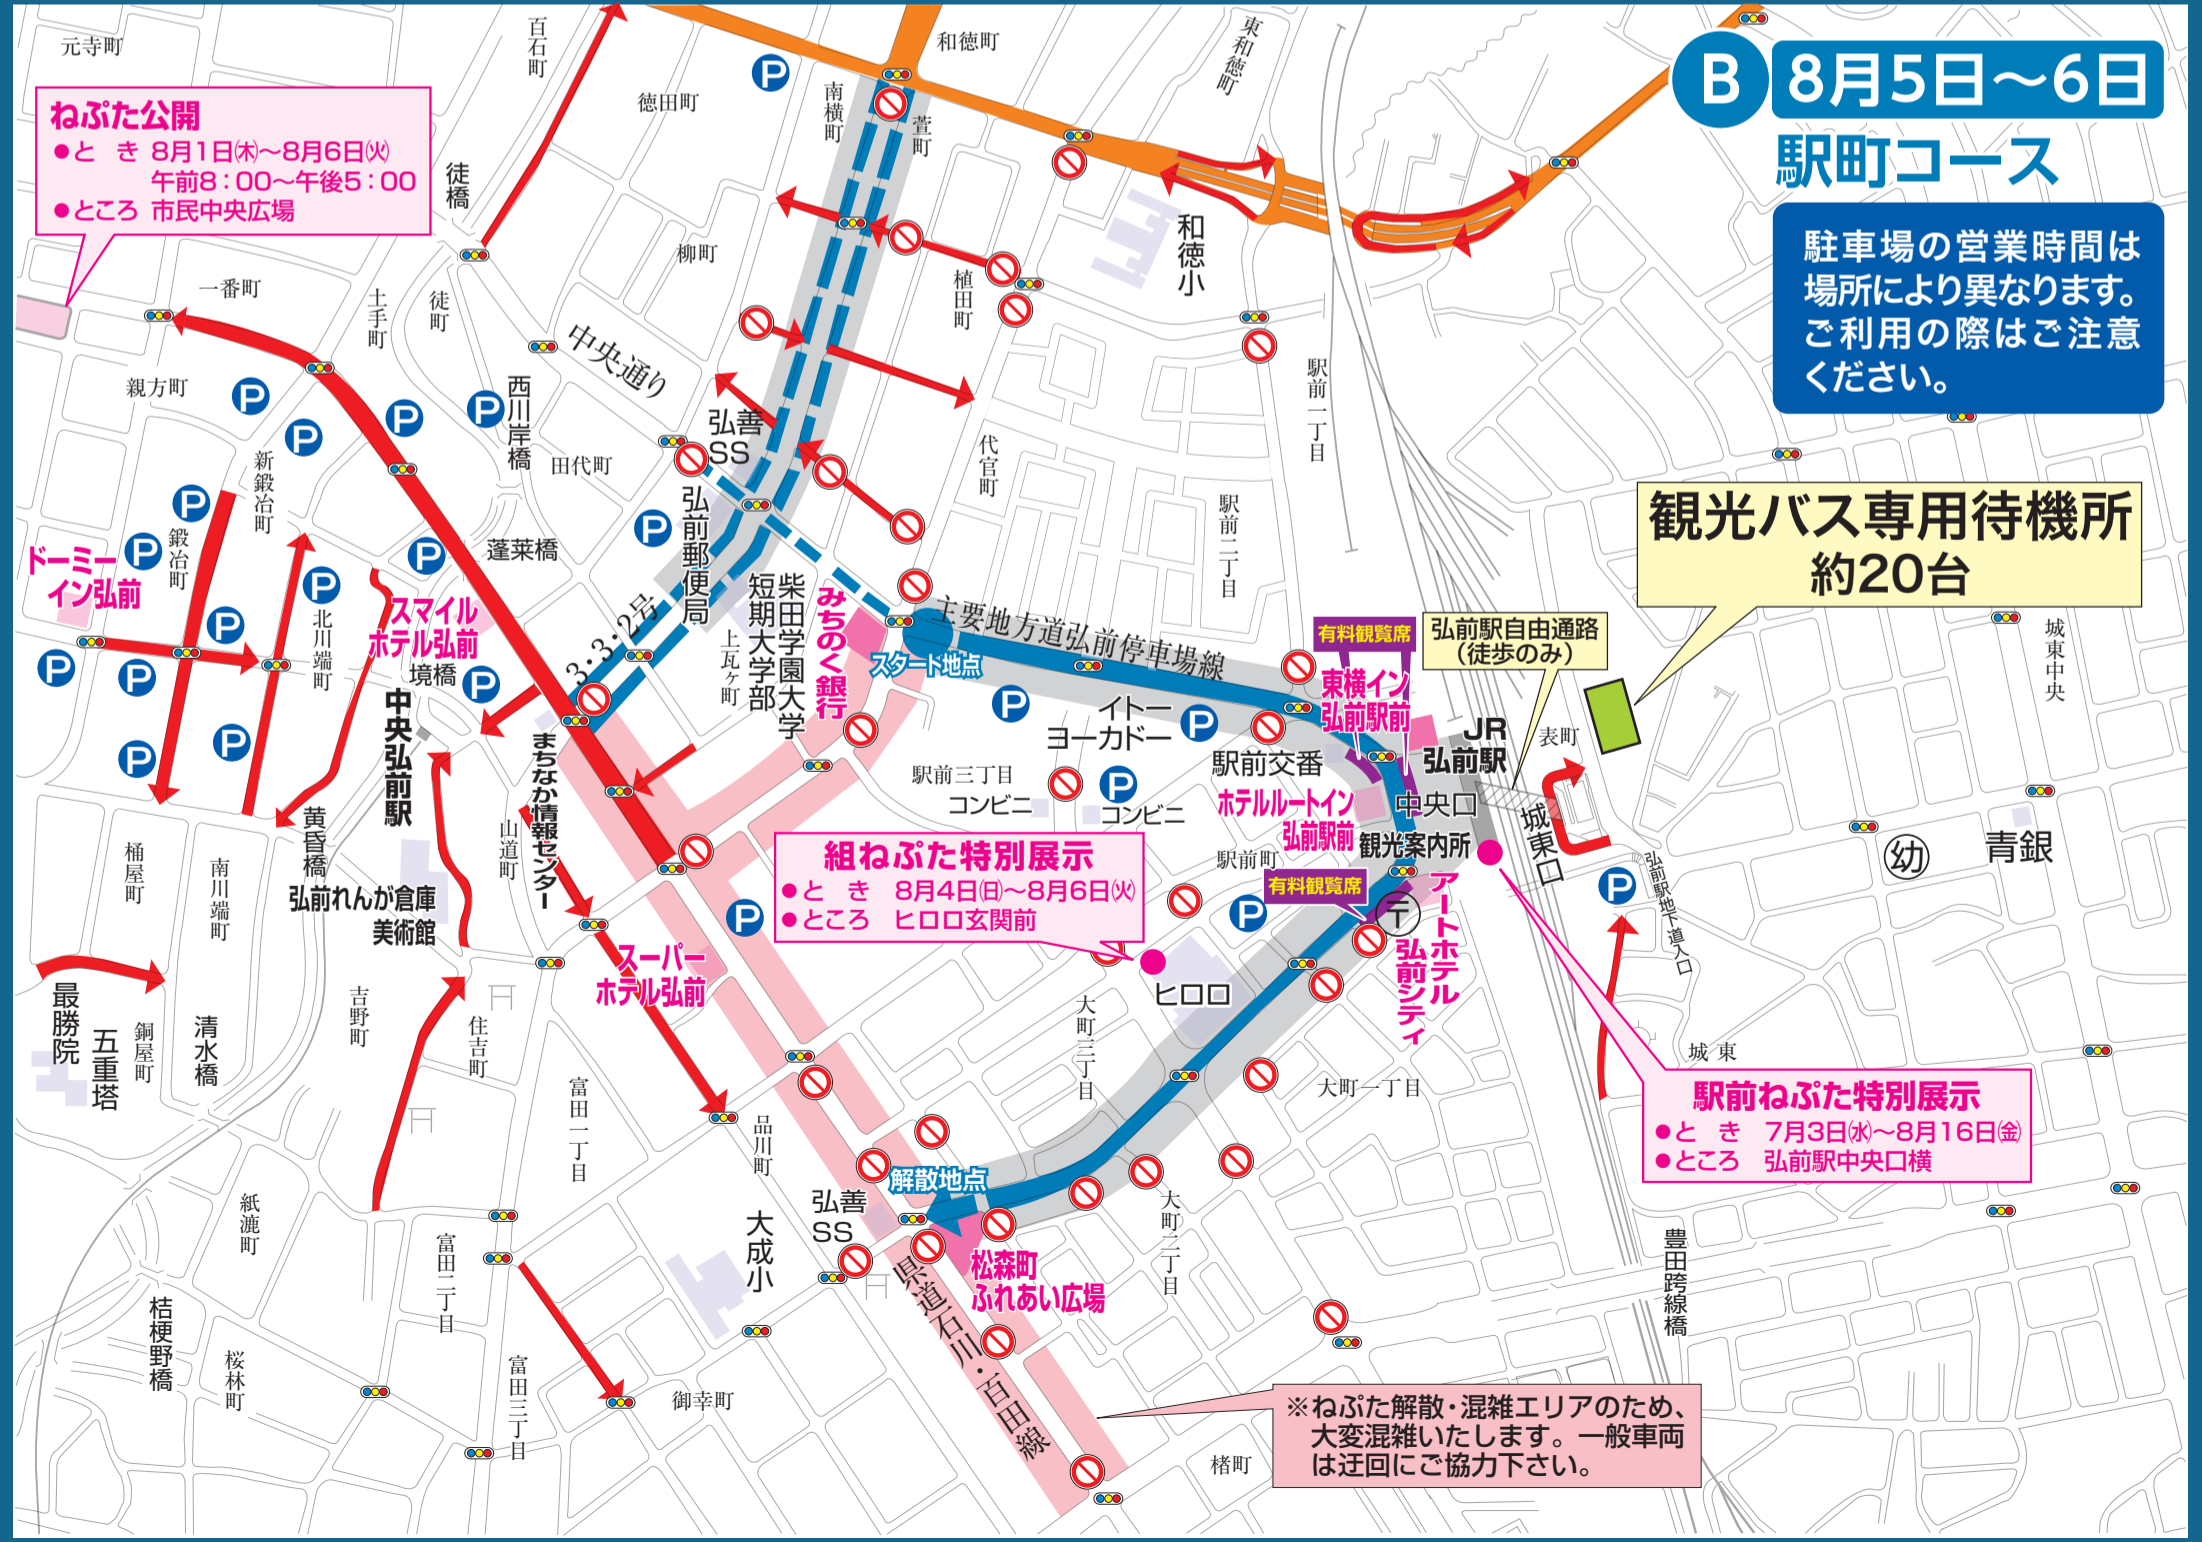 B
8月5日～6日
駅町コース
駐車場の営業時間は
場所により異なります。
ご利用の際はご注意
ください。
ねぷた公開
●と　き 8月1日㈭～8月6日㈫
午前8：00～午後5：00
●ところ 市民中央広場
元寺町
百石町
徳田町
P
南横町
萱町
和徳町
東和徳町
徒橋
柳町
植田町
和徳小
一番町
土手町
徒町
中央通り
駅前一丁目
親方町
P
P
P
P
西川岸橋
田代町
弘善
SS
代官町
新鍛冶町
P
P
鍛冶町
P
蓬莱橋
P
弘前郵便局
駅前二丁目
観光バス専用待機所
約20台
ドーミー
イン弘前
P
P
北川端町
スマイル
ホテル弘前
境橋
P
3・3・2号
上瓦ヶ町
柴田学園大学
短期大学部
みちのく銀行
スタート地点
主要地方道弘前停車場線
有料観覧席
弘前駅自由通路
（徒歩のみ）
城東中央
P
P
P
P
中央弘前駅
まちなか情報センター
P
イトー
ヨーカドー
P
東横イン
弘前駅前
JR
弘前駅
表町
駅前交番
駅前三丁目
コンビニ
P
コンビニ
ホテルルートイン
弘前駅前
中央口
観光案内所
城東口
幼
青銀
桶屋町
南川端町
黄昏橋
弘前れんが倉庫
美術館
山道町
組ねぷた特別展示
●と　き　8月4日㈰～8月6日㈫
●ところ　ヒロロ玄関前
駅前町
有料観覧席
P
P
〒
アートホテル
弘前シティ
P
弘前駅地下道入口
スーパー
ホテル弘前
ヒロロ
最勝院
五重塔
銅屋町
清水橋
吉野町
住吉町
富田一丁目
大町三丁目
大町一丁目
城東
駅前ねぷた特別展示
●と　き　7月3日㈬～8月16日㈮
●ところ　弘前駅中央口横
品川町
解散地点
弘善
SS
大成小
紙漉町
富田二丁目
松森町
ふれあい広場
大町二丁目
豊田跨線橋
県道石川・百田線
桔梗野橋
桜林町
富田三丁目
御幸町
楮町
※ねぷた解散・混雑エリアのため、
大変混雑いたします。一般車両
は迂回にご協力下さい。